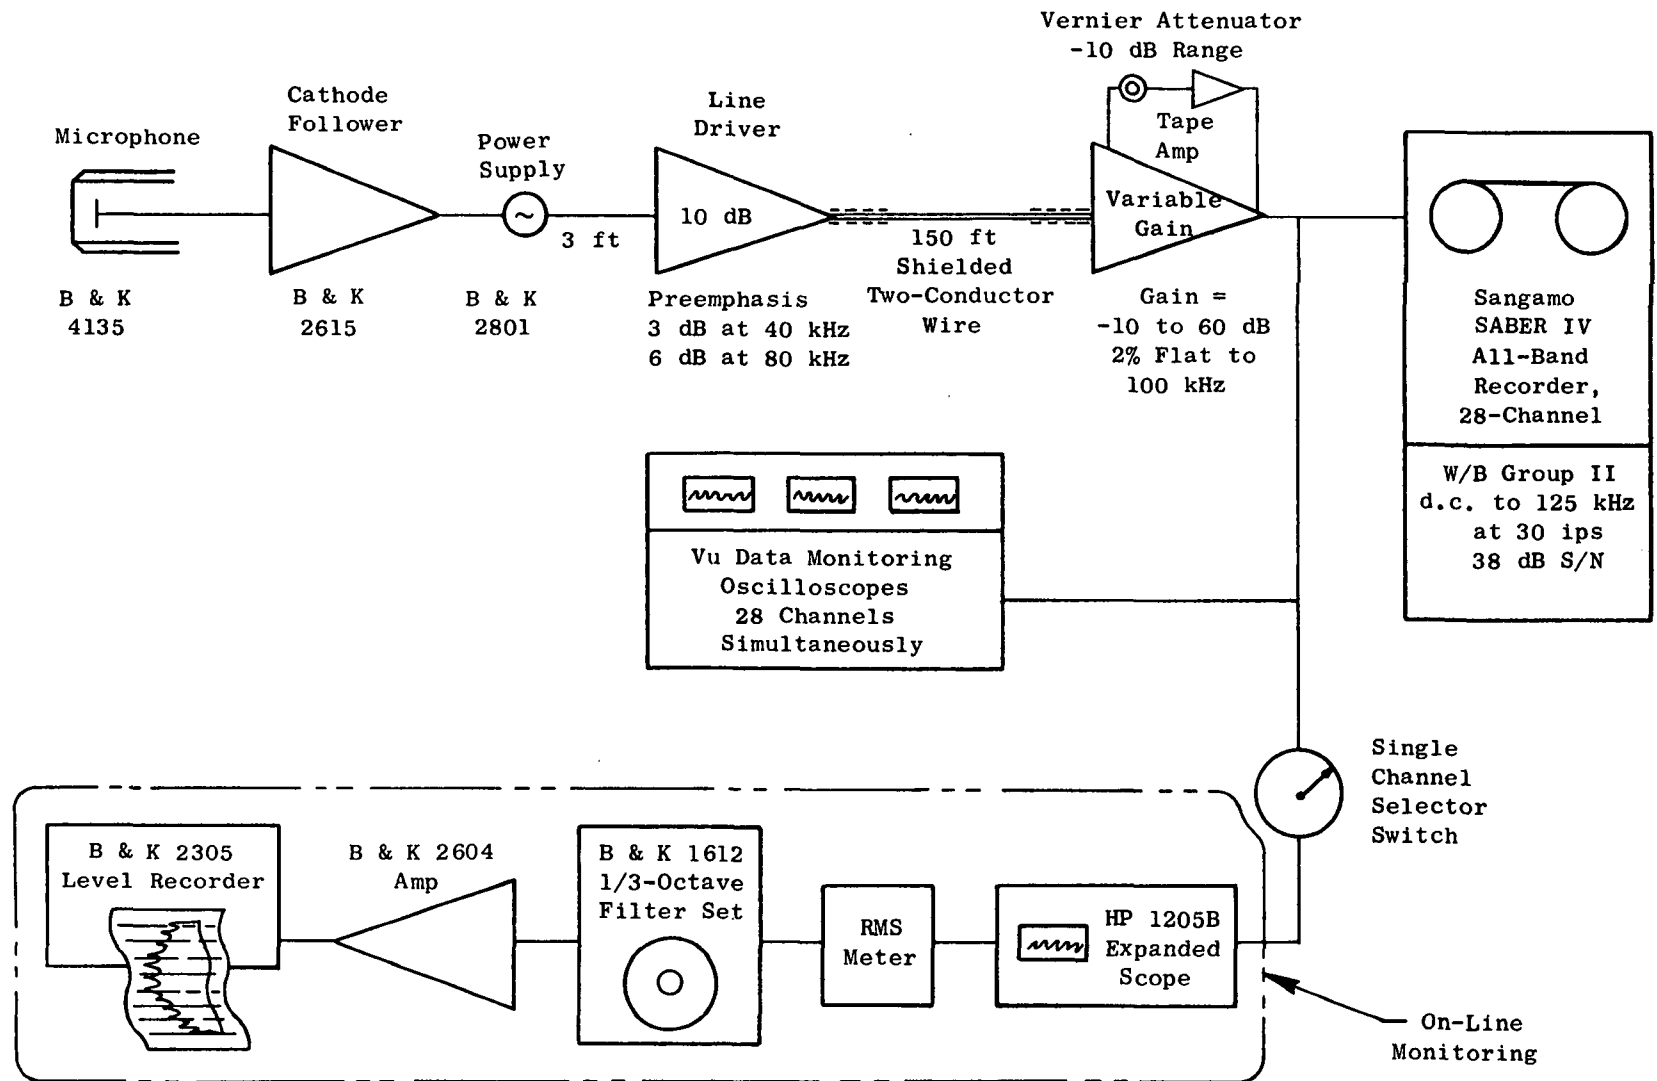 Vernier Attenuator
-10 dB Range
Tape
Amp
Microphone
B & K
4135
Cathode
Follower
B & K
2615
Power
Supply
~
B & K
2801
3 ft
Line
Driver
10 dB
Preemphasis
3 dB at 40 kHz
6 dB at 80 kHz
150 ft
Shielded
Two-Conductor
Wire
Variable
Gain
Gain =
-10 to 60 dB
2% Flat to
100 kHz
Sangamo
SABER IV
All-Band
Recorder,
28-Channel
W/B Group II
d.c. to 125 kHz
at 30 ips
38 dB S/N
Vu Data Monitoring
Oscilloscopes
28 Channels
Simultaneously
Single
Channel
Selector
Switch
B & K 2305
Level Recorder
B & K 2604
Amp
B & K 1612
1/3-Octave
Filter Set
RMS
Meter
HP 1205B
Expanded
Scope
On-Line
Monitoring